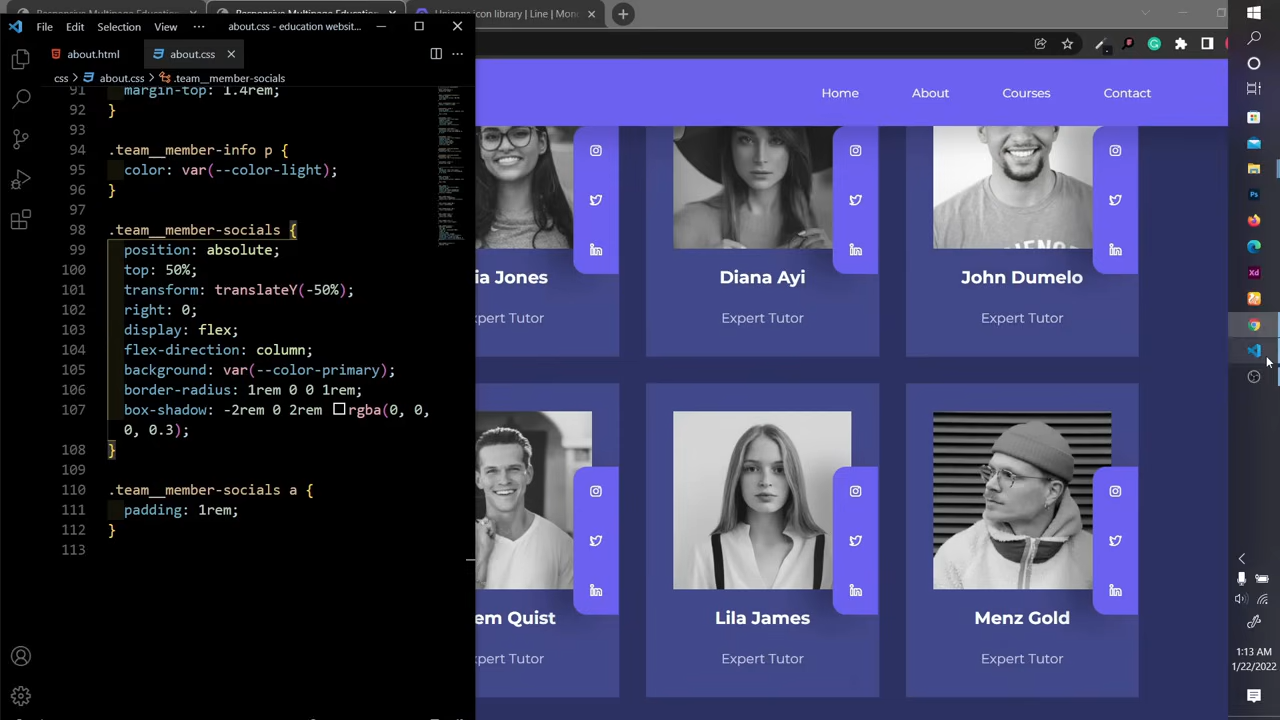 File Edit Selection View ··· about.css - education websit...
about.html
about.css
css > about.css > .team__member-socials
91 margin-top: 1.4rem;
92 }
93
94 .team__member-info p {
95 color: var(--color-light);
96 }
97
98 .team__member-socials {
99 position: absolute;
100 top: 50%;
101 transform: translateY(-50%);
102 right: 0;
103 display: flex;
104 flex-direction: column;
105 background: var(--color-primary);
106 border-radius: 1rem 0 0 1rem;
107 box-shadow: -2rem 0 2rem rgba(0, 0,
0, 0.3);
108 }
109
110 .team__member-socials a {
111 padding: 1rem;
112 }
113
Home About Courses Contact
ia Jones
xpert Tutor
Diana Ayi
Expert Tutor
John Dumelo
Expert Tutor
em Quist
xpert Tutor
Lila James
Expert Tutor
Menz Gold
Expert Tutor
Ps
Xd
1:13 AM
1/22/2022